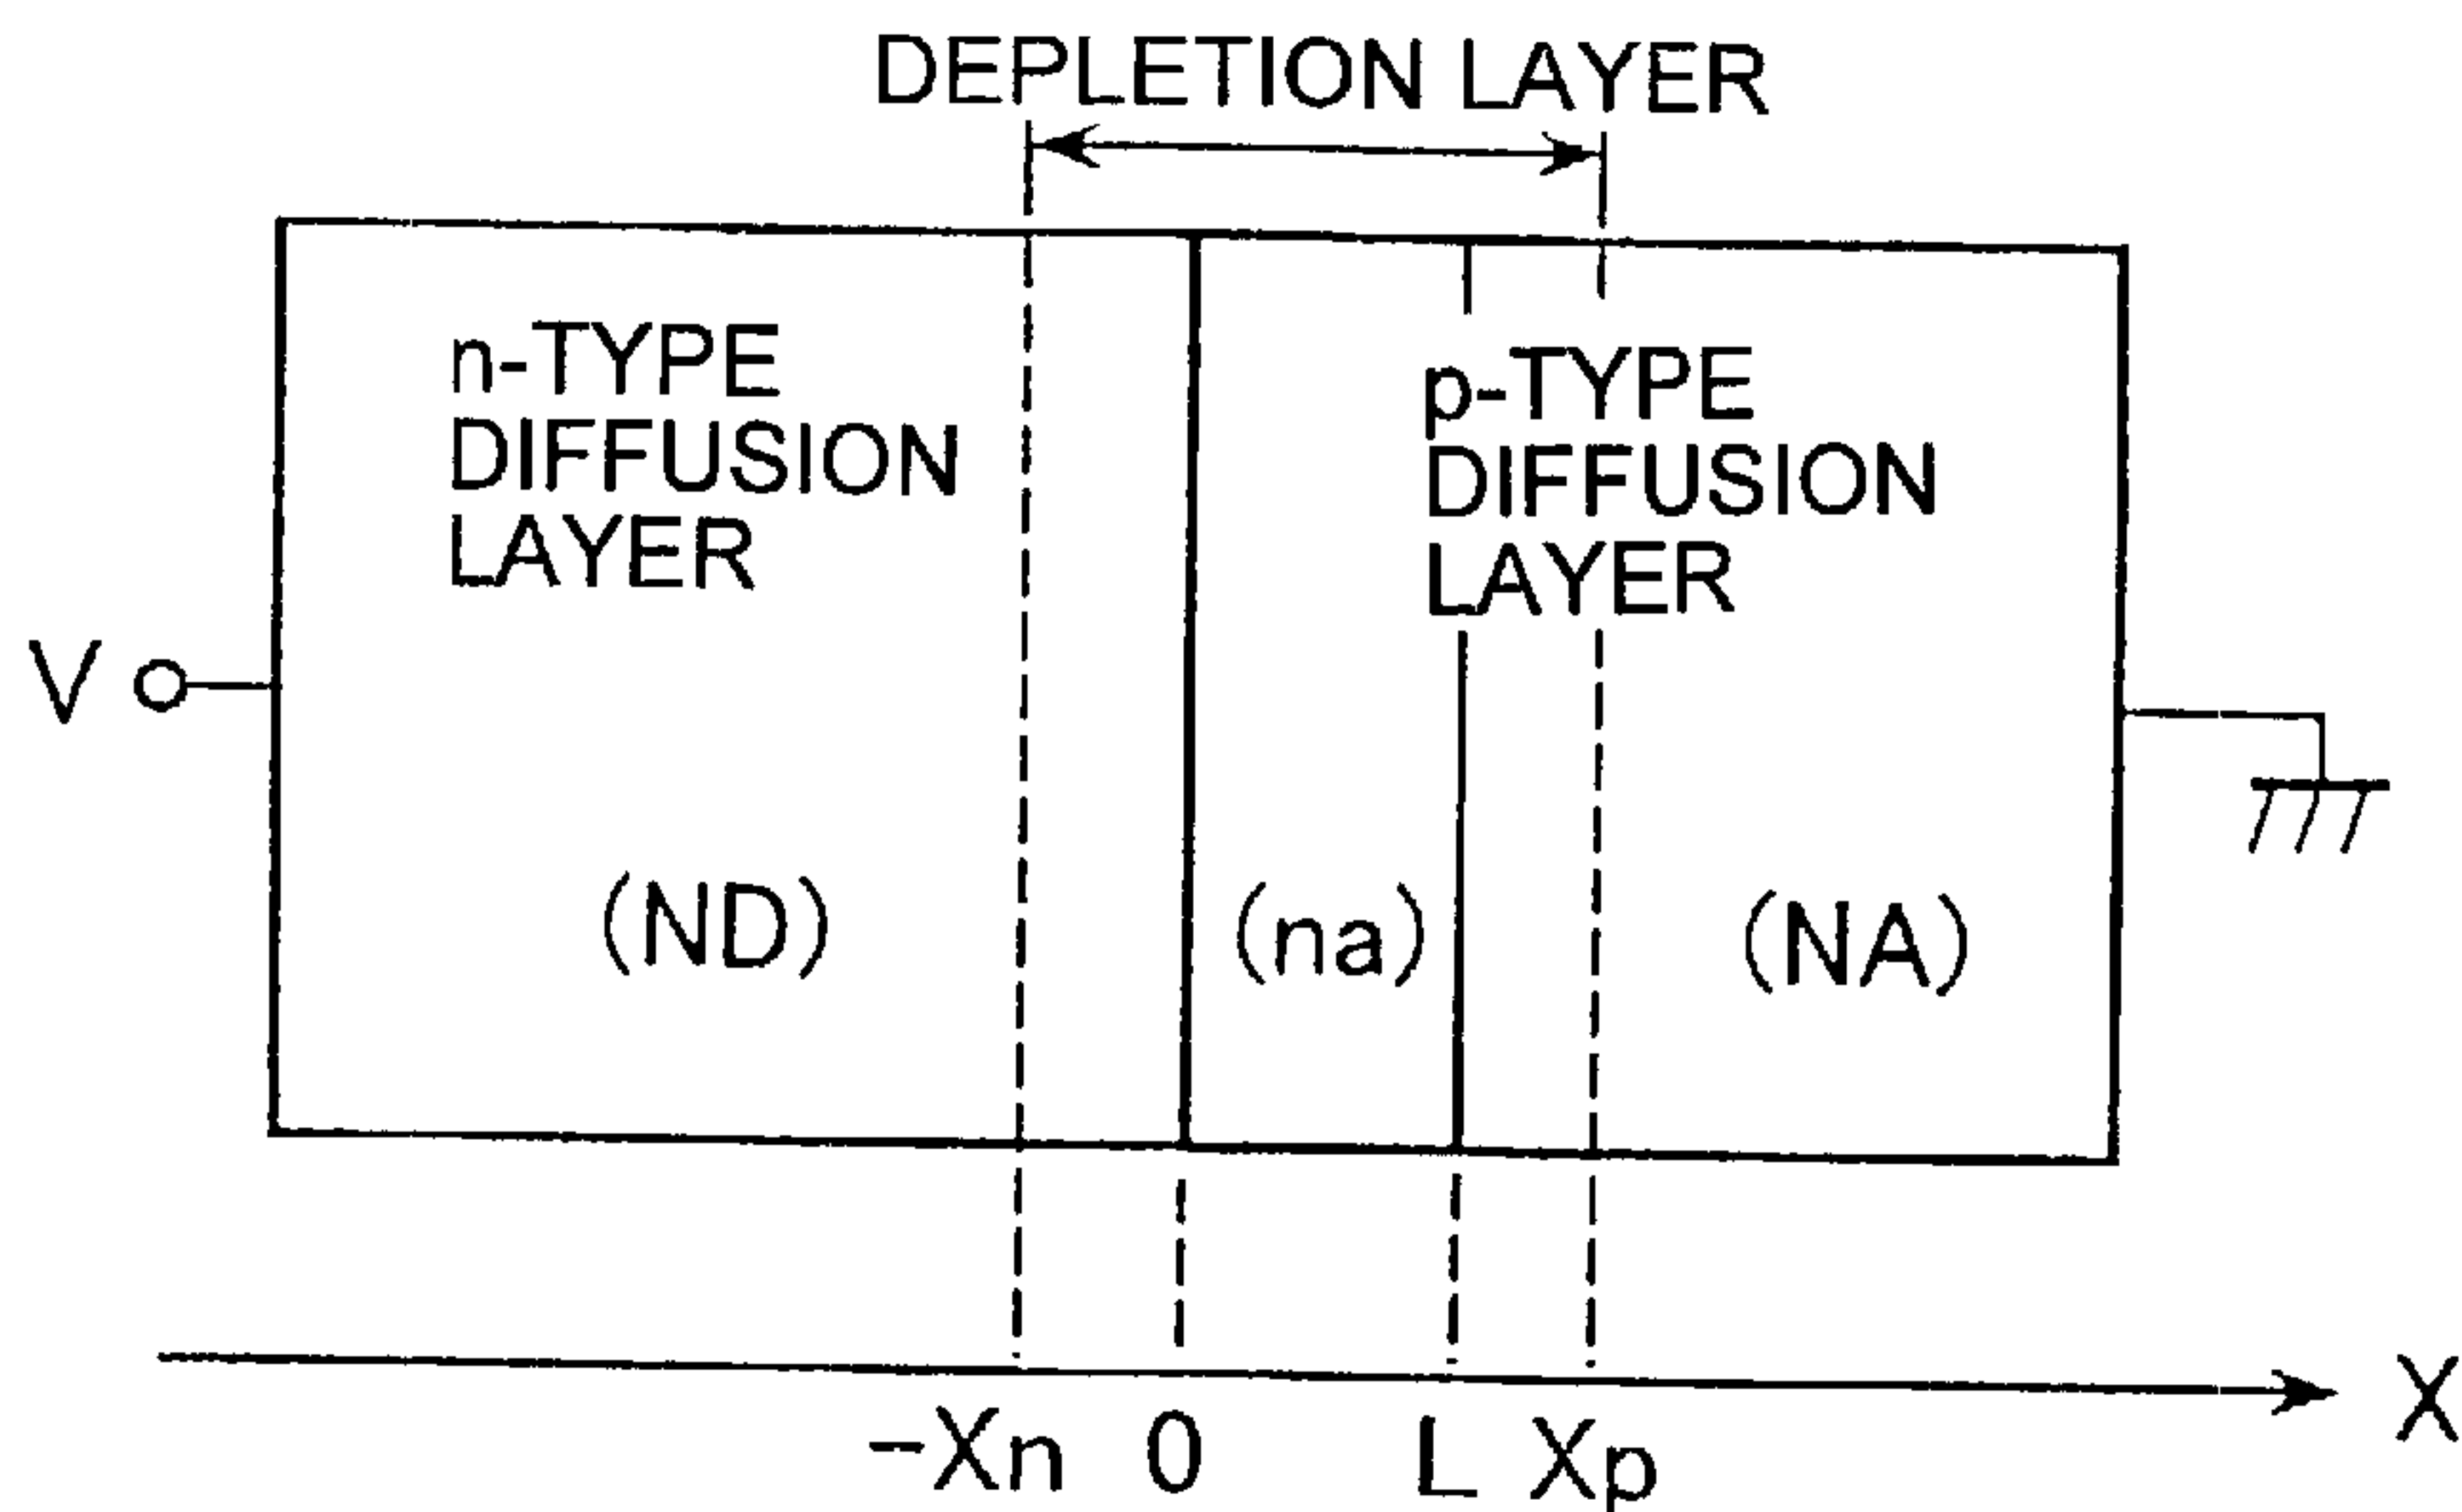 DEPLETION LAYER
n-TYPE
DIFFUSION
LAYER
p-TYPE
DIFFUSION
LAYER
V
(ND)
(na)
(NA)
−Xn 0 L Xp X